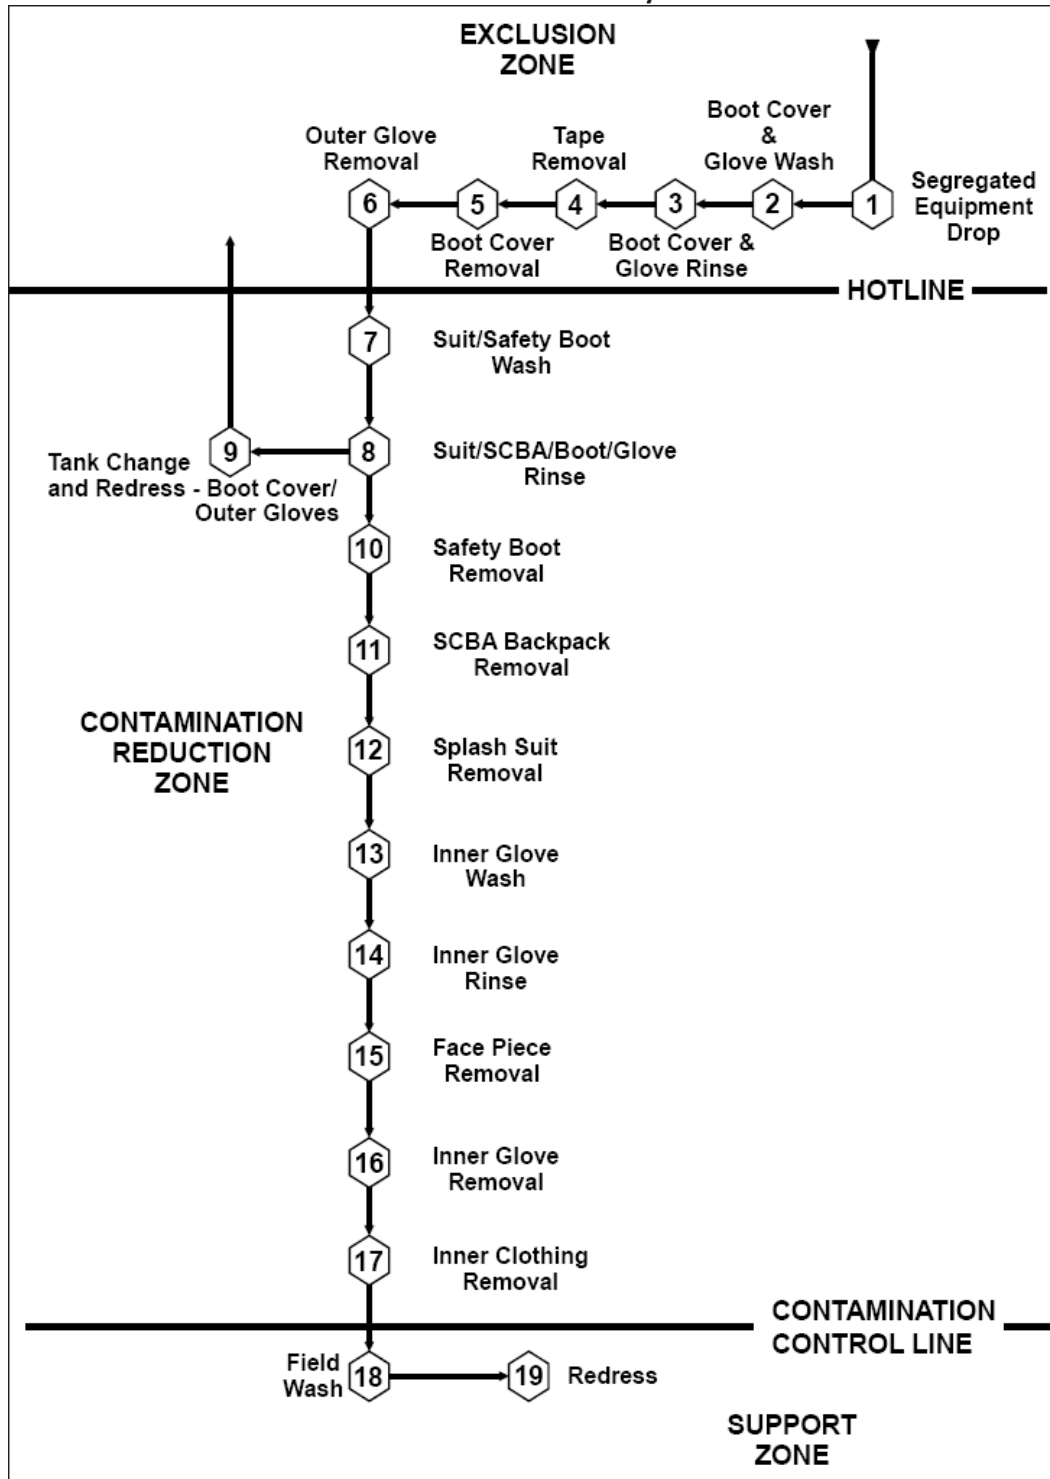 EXCLUSION
ZONE
Outer Glove
Removal
Tape
Removal
Boot Cover
&
Glove Wash
6
5
4
3
2
1
Segregated
Equipment
Drop
Boot Cover
Removal
Boot Cover &
Glove Rinse
HOTLINE
7
Suit/Safety Boot
Wash
9
8
Suit/SCBA/Boot/Glove
Rinse
Tank Change
and Redress - Boot Cover/
Outer Gloves
10
Safety Boot
Removal
11
SCBA Backpack
Removal
CONTAMINATION
REDUCTION
ZONE
12
Splash Suit
Removal
13
Inner Glove
Wash
14
Inner Glove
Rinse
15
Face Piece
Removal
16
Inner Glove
Removal
17
Inner Clothing
Removal
CONTAMINATION
CONTROL LINE
Field
Wash
18
19
Redress
SUPPORT
ZONE